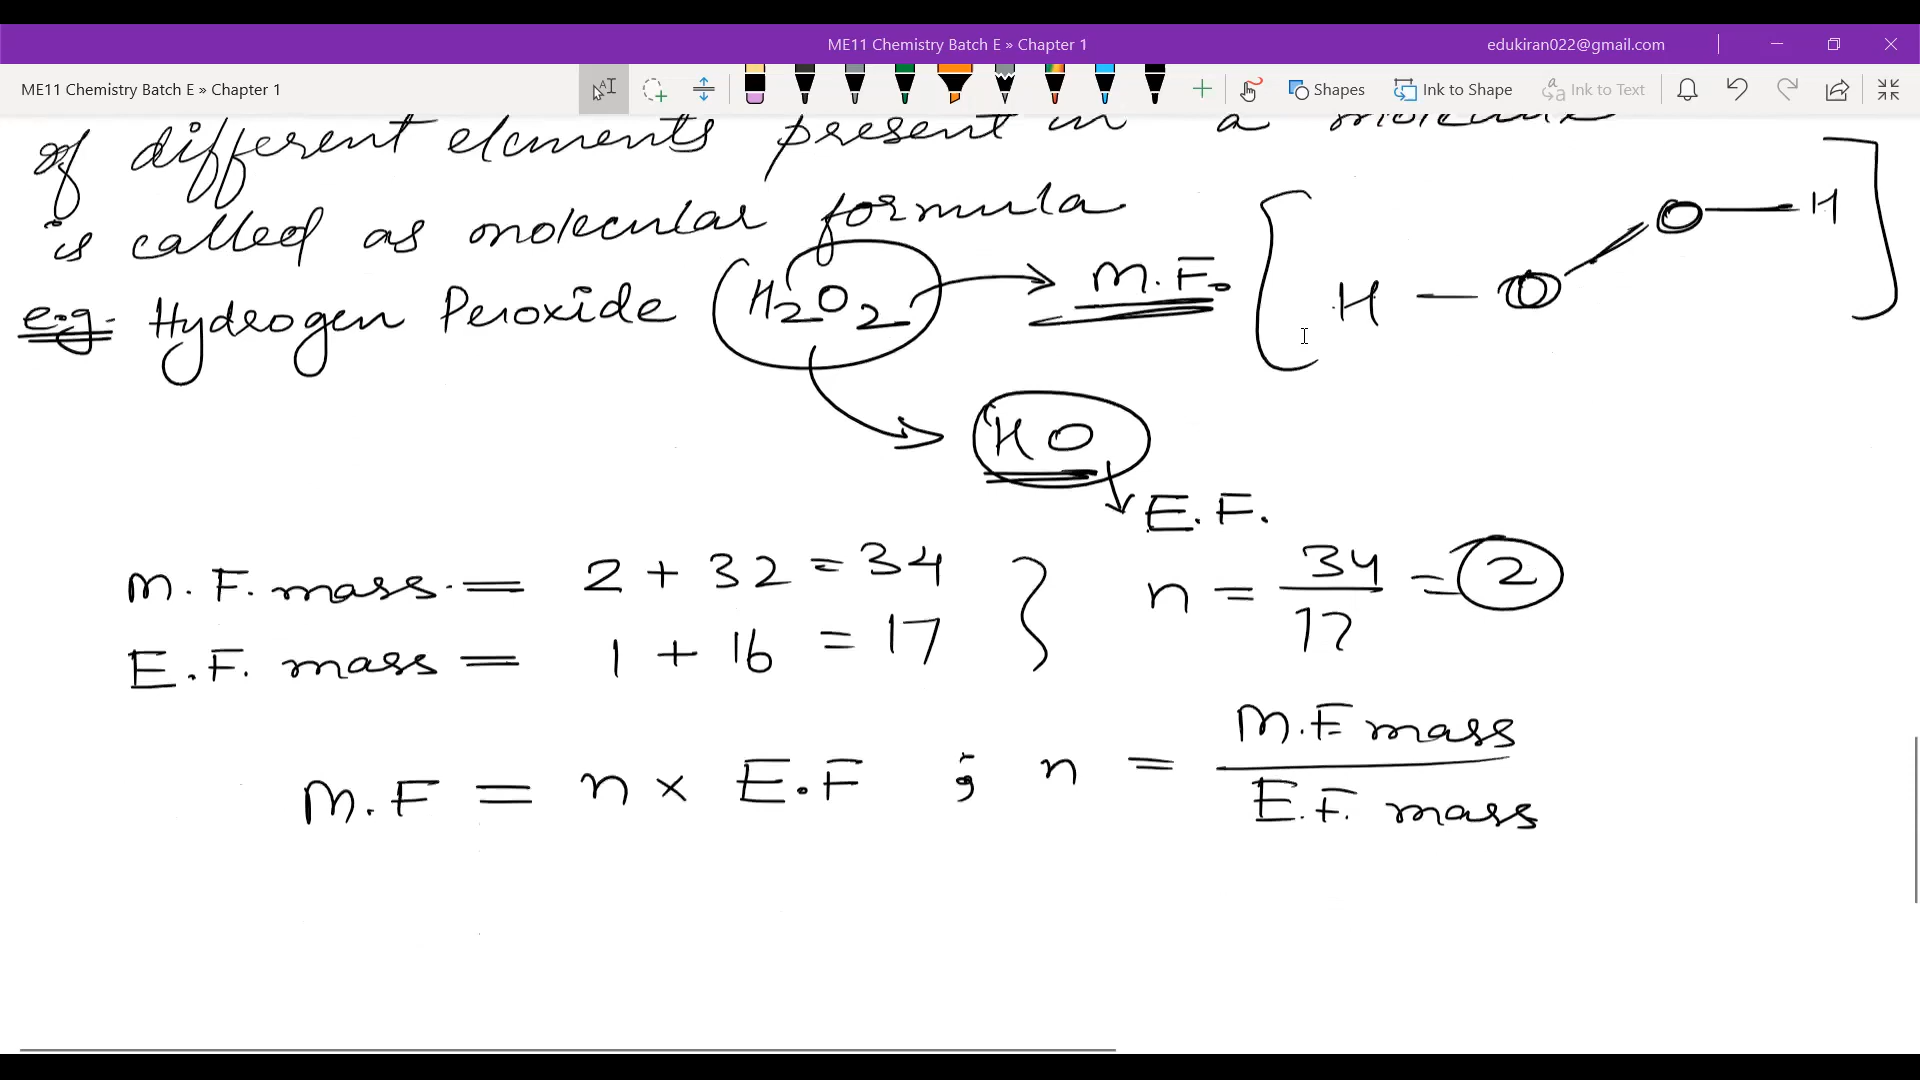 ME11 Chemistry Batch E » Chapter 1
edukiran022@gmail.com
ME11 Chemistry Batch E » Chapter 1
Shapes
Ink to Shape
Ink to Text
of different elements present in a molecule
is called as molecular formula
e.g. Hydrogen Peroxide (H2O2 → M.F. [H — O — O — H]
HO
E.F.
M.F. mass = 2 + 32 = 34 } n = 34/17 = 2
E.F. mass = 1 + 16 = 17
M.F = n × E.F ; n = M.F mass / E.F. mass